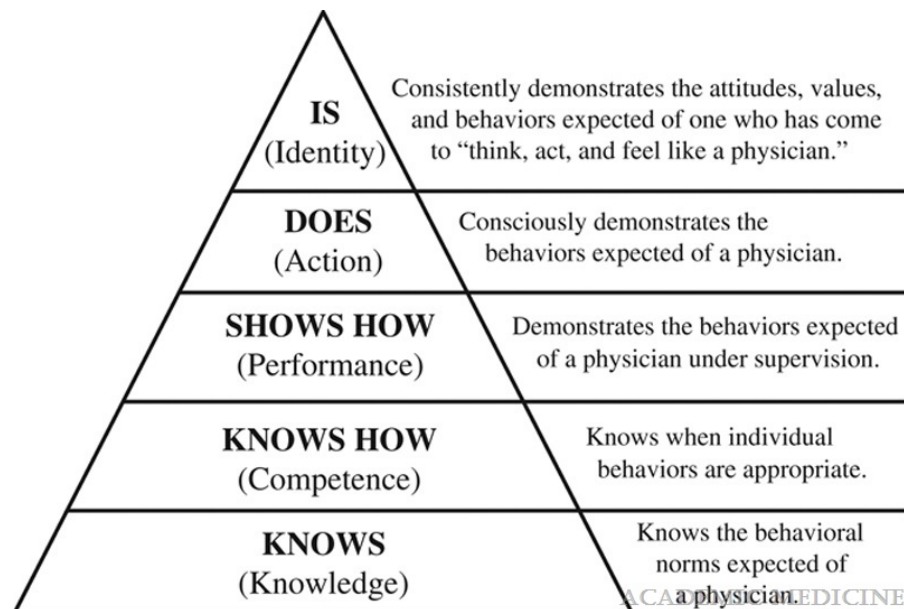 IS
(Identity)
Consistently demonstrates the attitudes, values,
and behaviors expected of one who has come
to “think, act, and feel like a physician.”
DOES
(Action)
Consciously demonstrates the
behaviors expected of a physician.
SHOWS HOW
(Performance)
Demonstrates the behaviors expected
of a physician under supervision.
KNOWS HOW
(Competence)
Knows when individual
behaviors are appropriate.
KNOWS
(Knowledge)
Knows the behavioral
norms expected of
a physician.
ACADEMIC MEDICINE